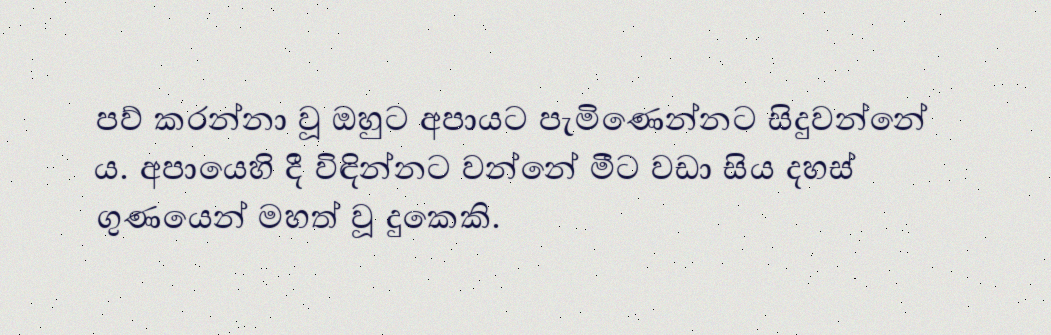 පව් කරන්නා වූ ඔහුට අපායට පැමිණෙන්නට සිදුවන්නේ
ය. අපායෙහි දී විඳින්නට වන්නේ මීට වඩා සිය දහස්
ගුණයෙන් මහත් වූ දුකෙකි.